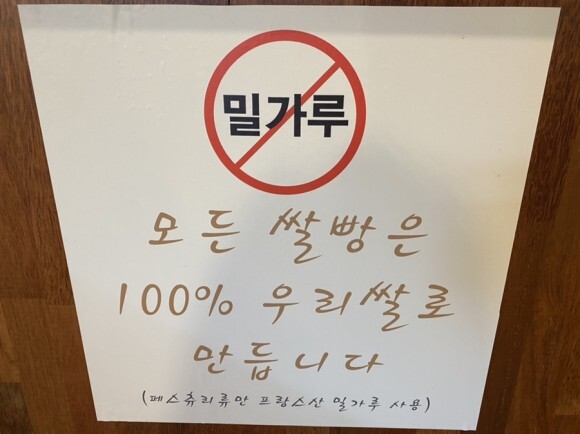 밀가루
모든 쌀빵은
100% 우리쌀로
만듭니다
(페스츄리류만 프랑스산 밀가루 사용)